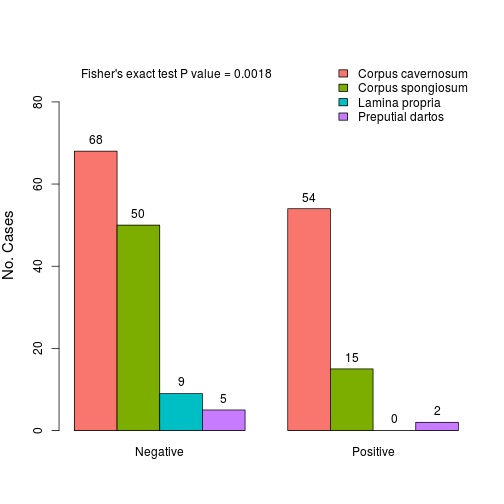 Fisher's exact test P value = 0.0018
Corpus cavernosum
Corpus spongiosum
Lamina propria
Preputial dartos
No. Cases
80
60
40
20
0
68
50
9
5
54
15
0
2
Negative
Positive